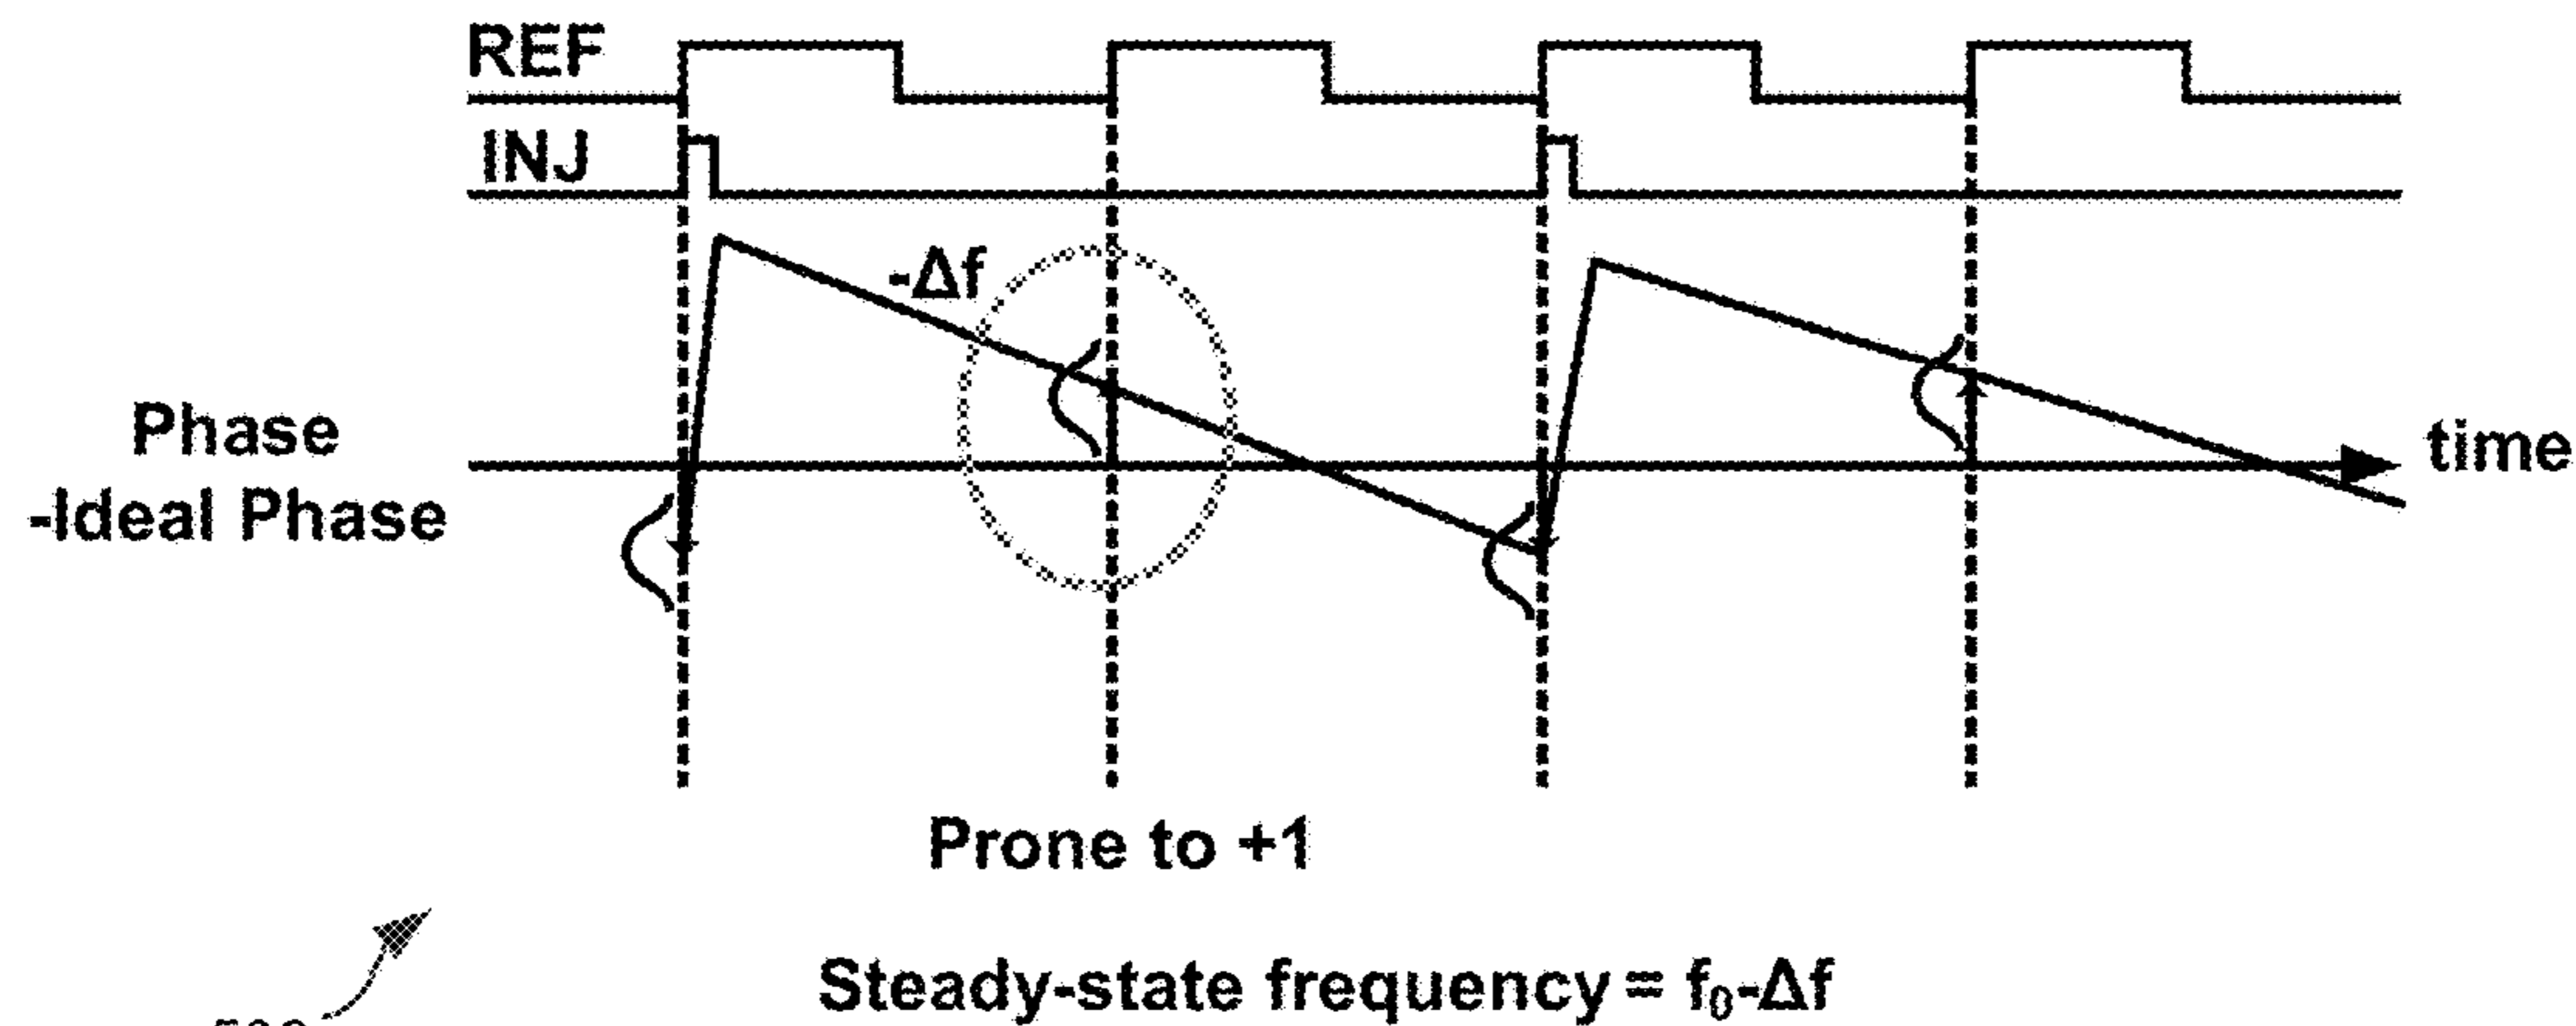 REF
INJ
-Δf
Phase
-Ideal Phase
time
Prone to +1
Steady-state frequency = f₀-Δf